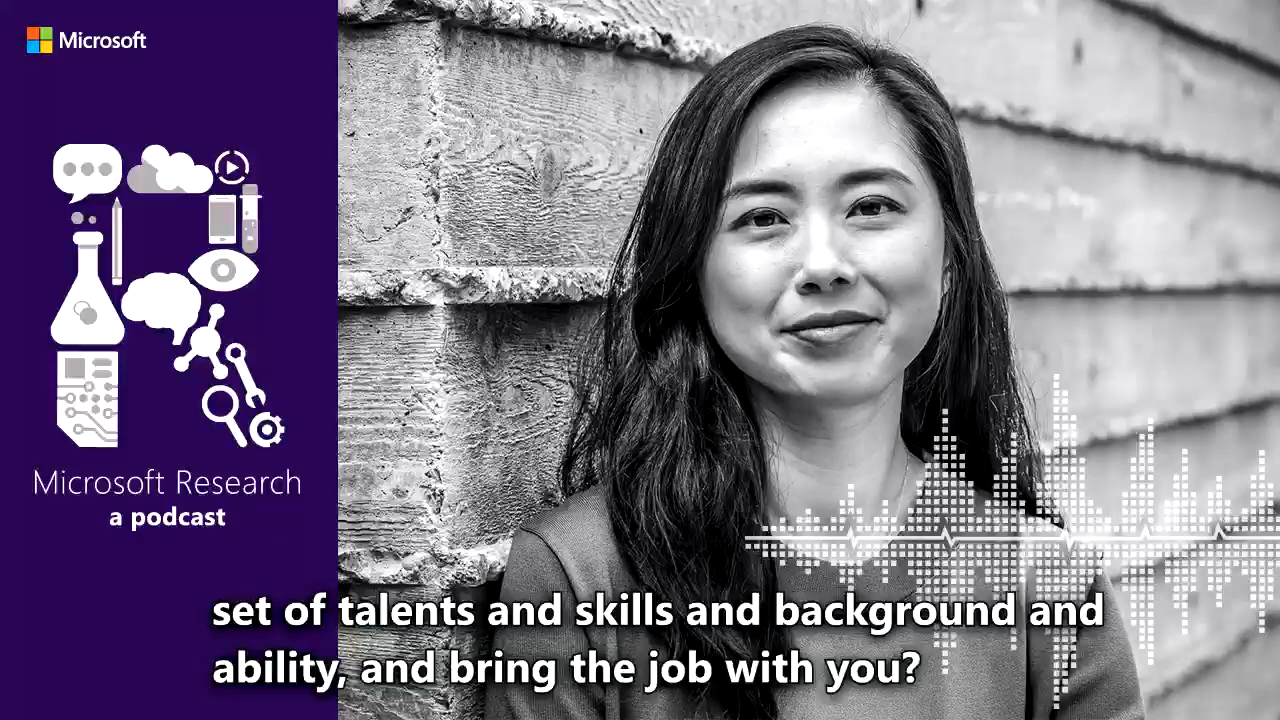 Microsoft
Microsoft Research
a podcast
set of talents and skills and background and
ability, and bring the job with you?